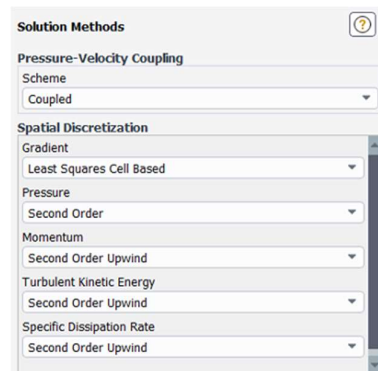 Solution Methods
?
Pressure-Velocity Coupling
Scheme
Coupled
Spatial Discretization
Gradient
Least Squares Cell Based
Pressure
Second Order
Momentum
Second Order Upwind
Turbulent Kinetic Energy
Second Order Upwind
Specific Dissipation Rate
Second Order Upwind